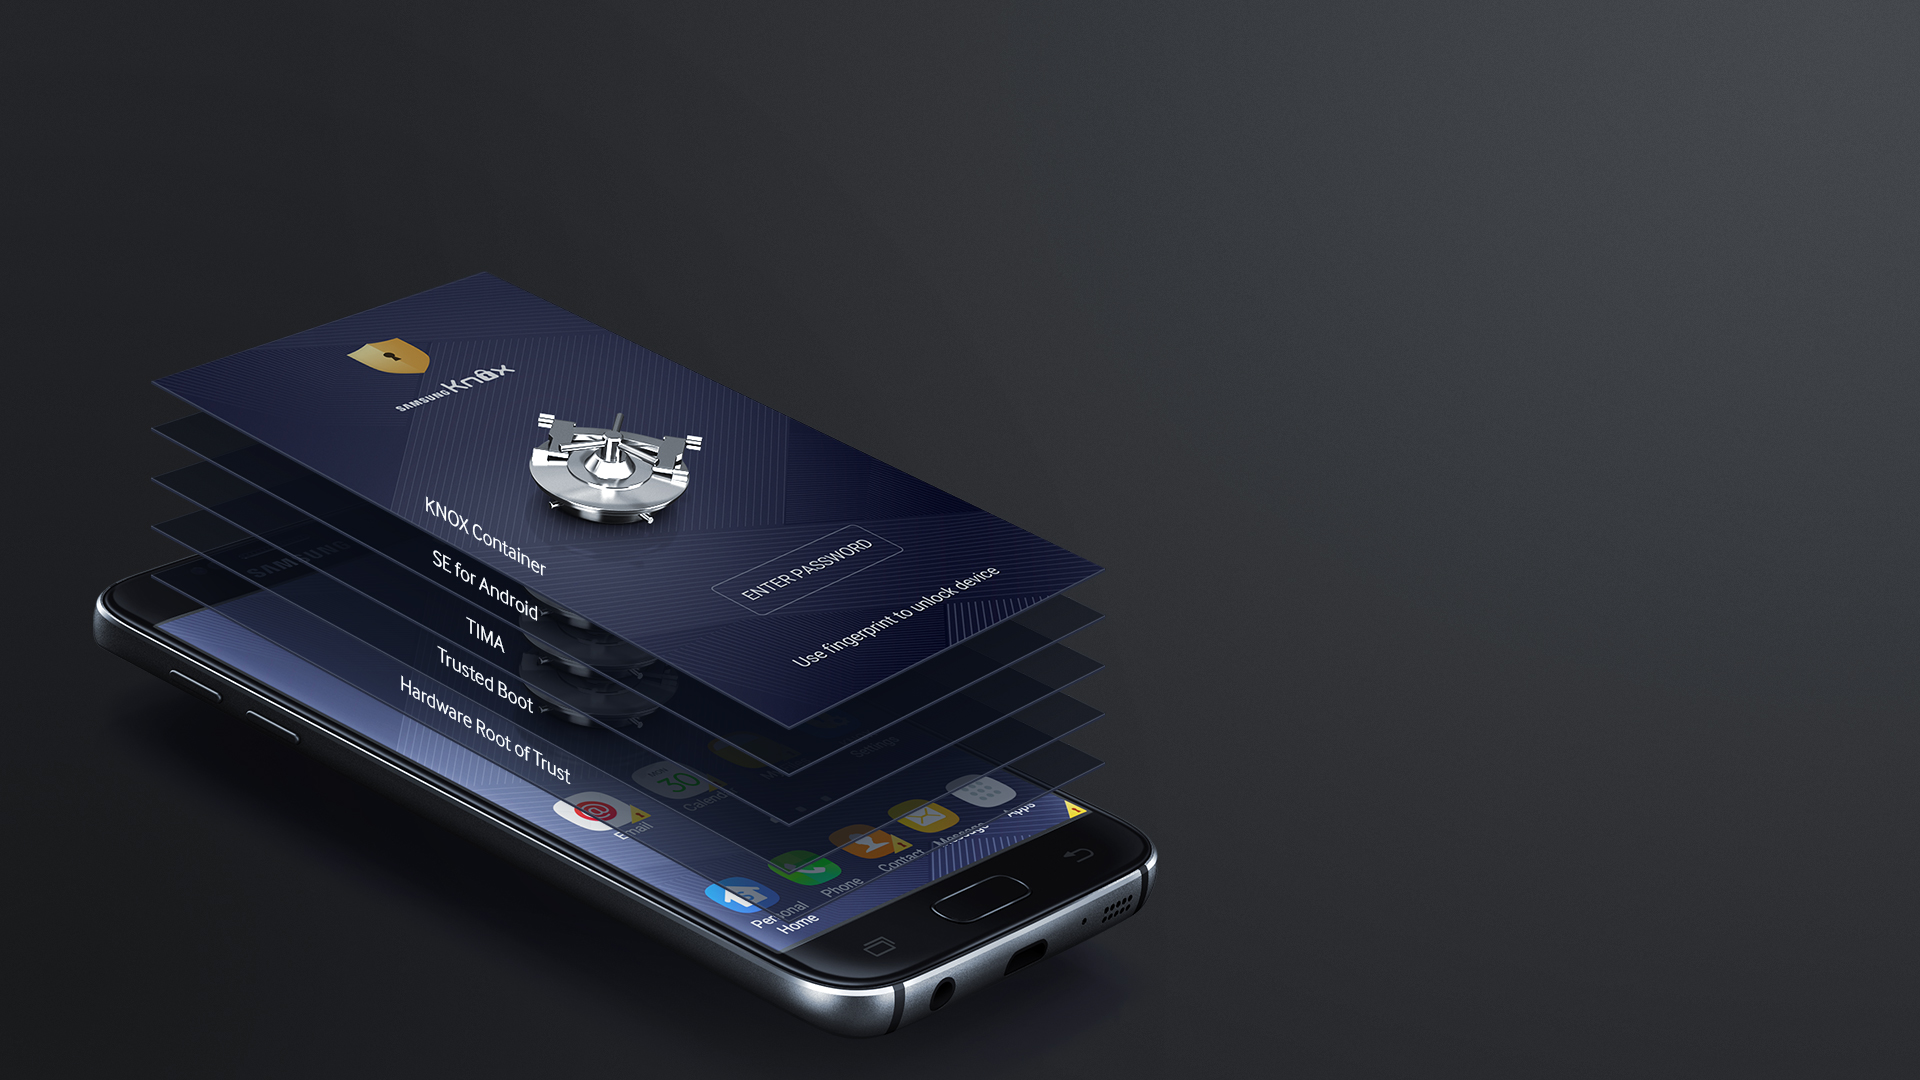 SAMSUNG Knox
KNOX Container
SE for Android
TIMA
Trusted Boot
Hardware Root of Trust
ENTER PASSWORD
Use fingerprint to unlock device
SAMSUNG
Settings
30
Calendar
Email
Apps
Message
Contact
Phone
Personal
Home